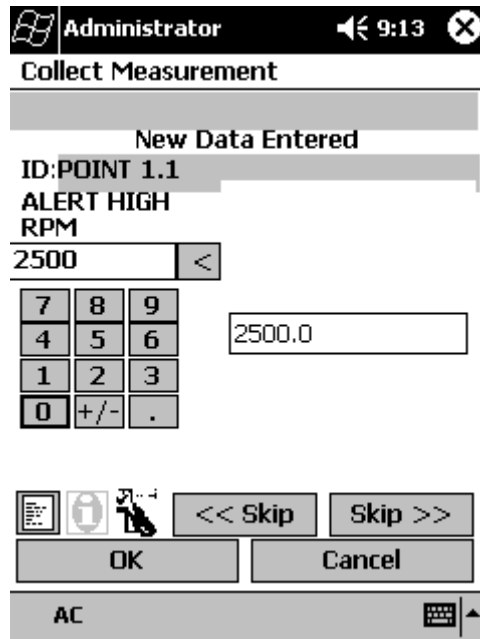 Administrator 9:13
Collect Measurement
New Data Entered
ID:POINT 1.1
ALERT HIGH
RPM
2500 <
7 8 9
4 5 6
2500.0
1 2 3
0 +/- .
<< Skip Skip >>
OK Cancel
AC